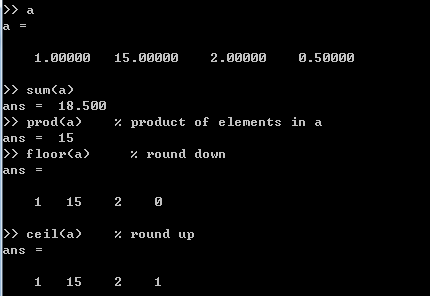 >> a
a =
1.00000 15.00000 2.00000 0.50000
>> sum(a)
ans = 18.500
>> prod(a) % product of elements in a
ans = 15
>> floor(a) % round down
ans =
1 15 2 0
>> ceil(a) % round up
ans =
1 15 2 1